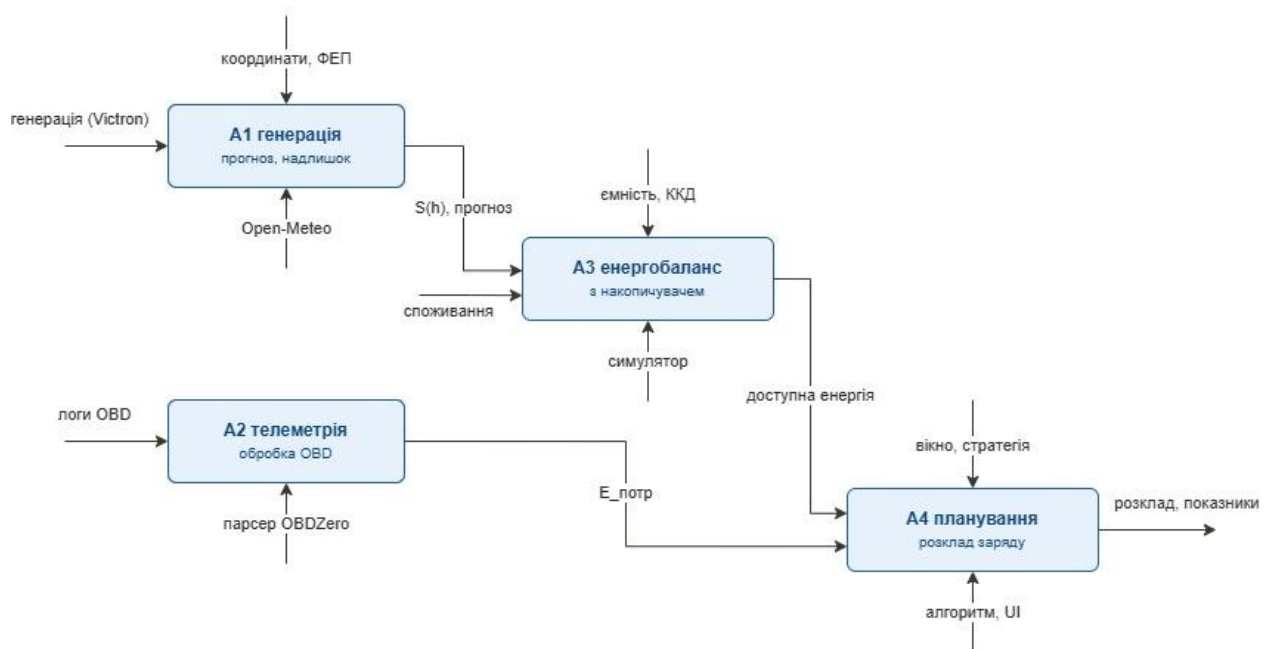 координати, ФЕП
генерація (Victron)
А1 генерація
прогноз, надлишок
Open-Meteo
S(h), прогноз
ємність, ККД
А3 енергобаланс
з накопичувачем
споживання
симулятор
доступна енергія
логи OBD
А2 телеметрія
обробка OBD
парсер OBDZero
Е_потр
вікно, стратегія
А4 планування
розклад заряду
розклад, показники
алгоритм, UI